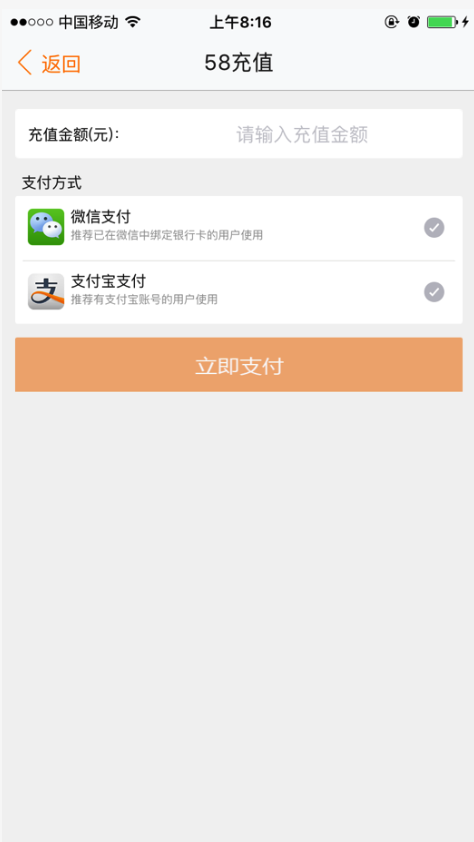 中国移动 上午8:16
返回 58充值
充值金额(元): 请输入充值金额
支付方式
微信支付
推荐已在微信中绑定银行卡的用户使用
支 支付宝支付
推荐有支付宝账号的用户使用
立即支付